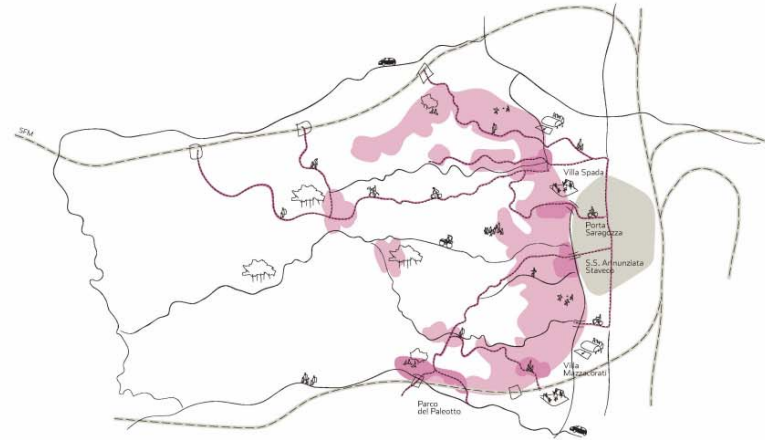 SFM
Villa Spada
Porta
Saragozza
S.S. Annunziata
Staveco
Villa
Mazzacorati
Parco
del Paleotto